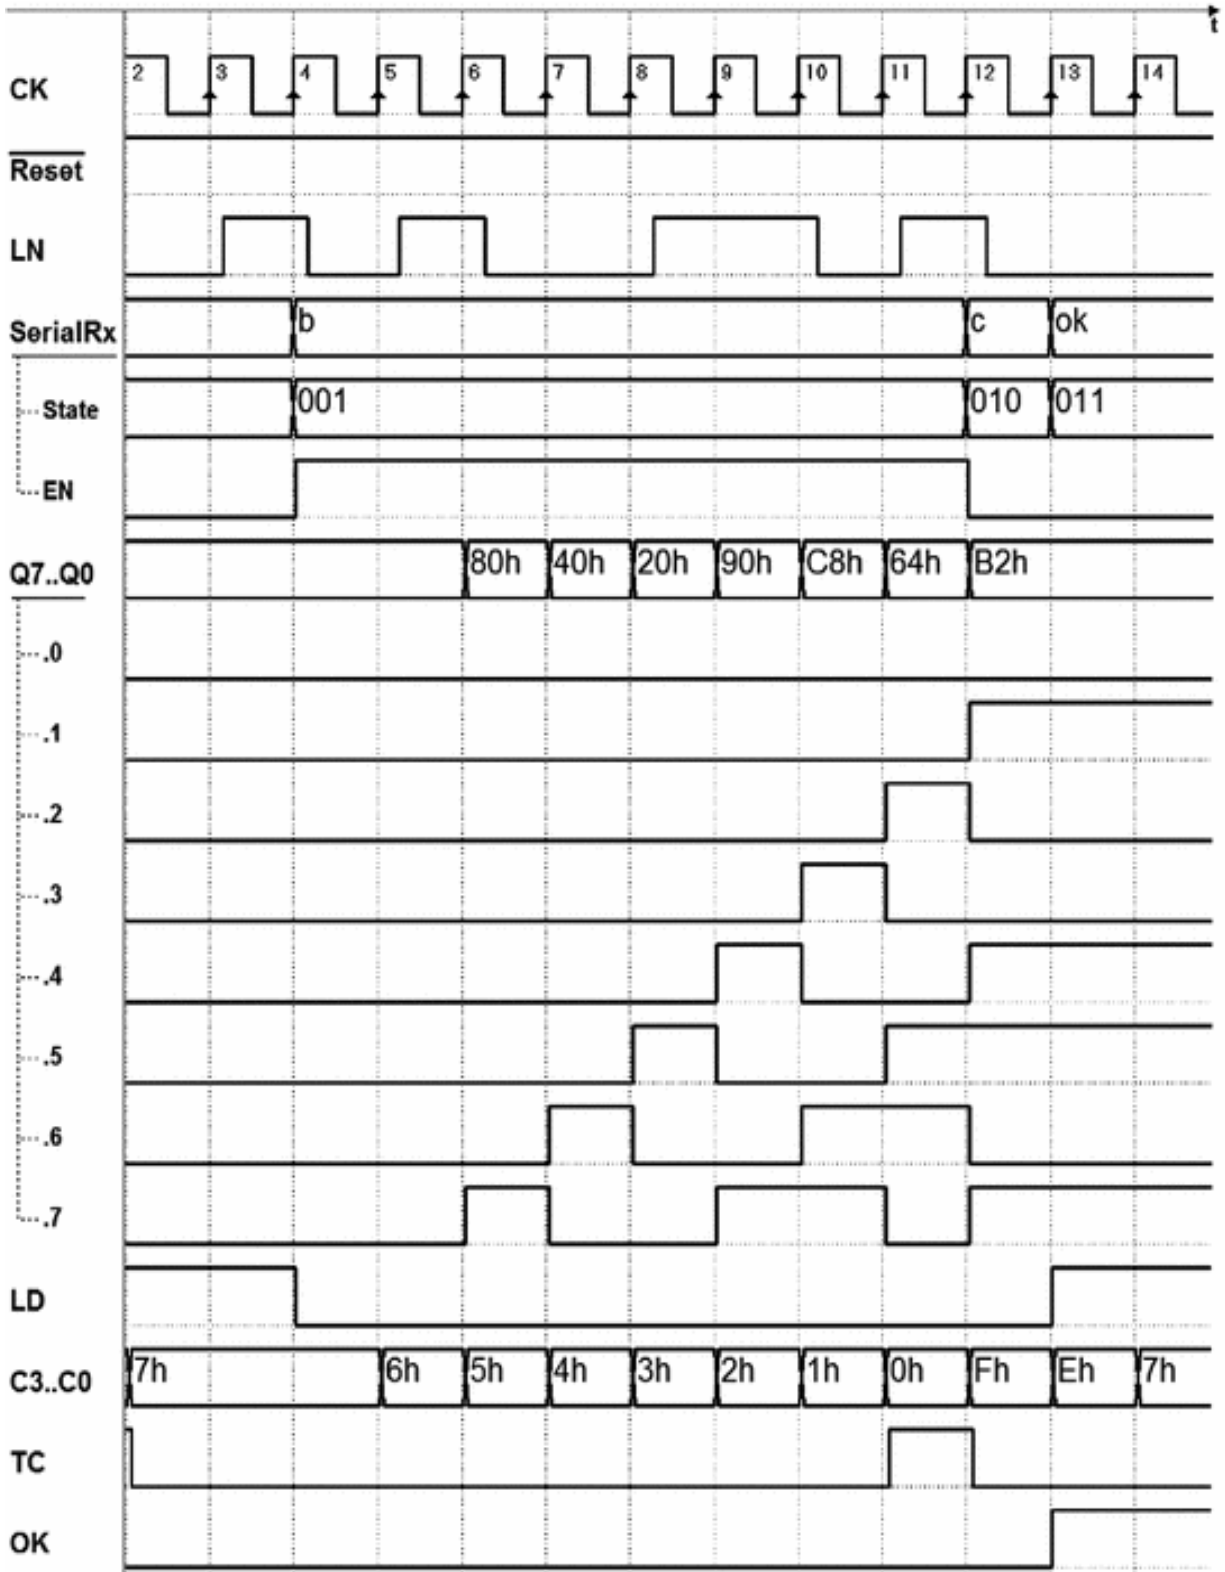 t
CK 2 3 4 5 6 7 8 9 10 11 12 13 14
Reset
LN
SerialRx b c ok
State 001 010 011
EN
Q7..Q0 80h 40h 20h 90h C8h 64h B2h
.0
.1
.2
.3
.4
.5
.6
.7
LD
C3..C0 7h 6h 5h 4h 3h 2h 1h 0h Fh Eh 7h
TC
OK